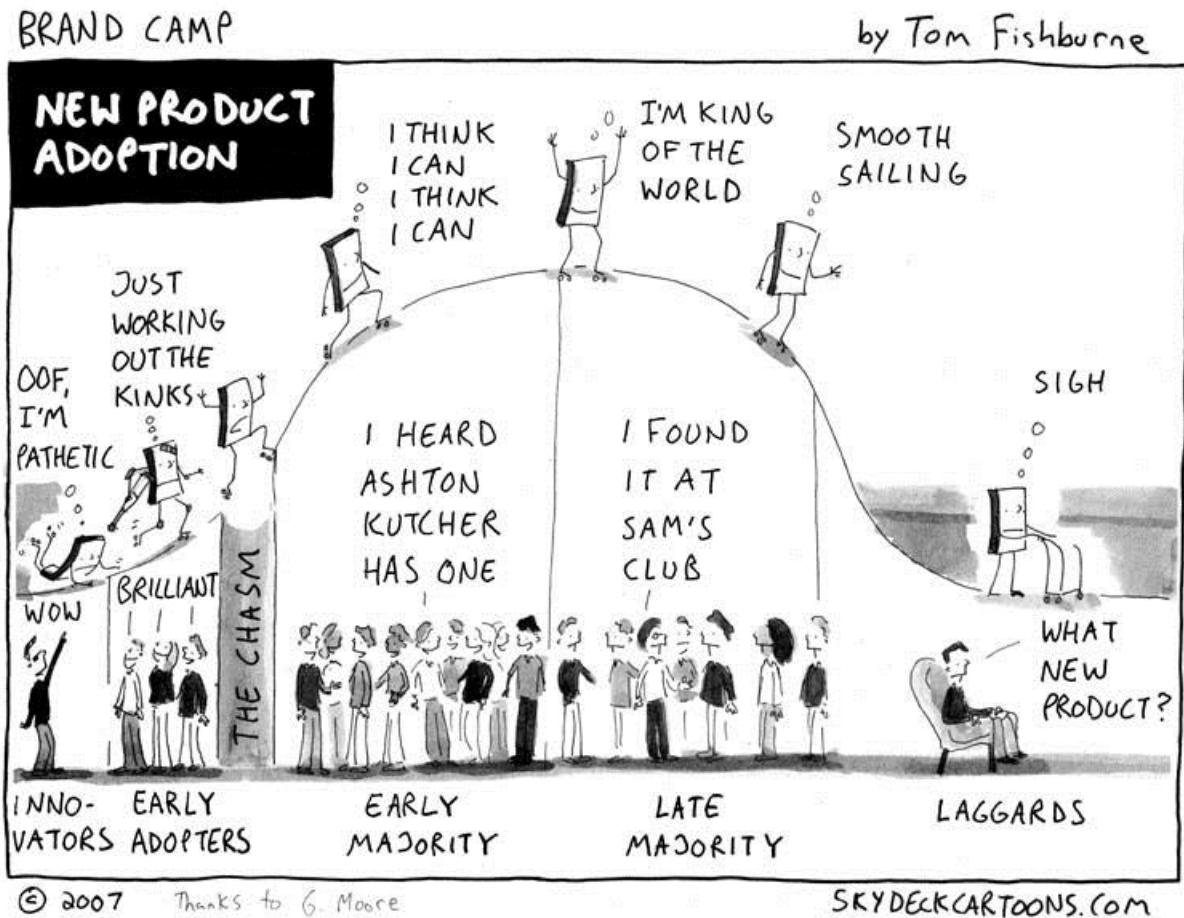 BRAND CAMP
by Tom Fishburne
NEW PRODUCT
ADOPTION
OOF,
I'M
PATHETIC
JUST
WORKING
OUT THE
KINKS
I THINK
I CAN
I THINK
I CAN
I'M KING
OF THE
WORLD
SMOOTH
SAILING
SIGH
WOW
BRILLIANT
THE CHASM
I HEARD
ASHTON
KUTCHER
HAS ONE
I FOUND
IT AT
SAM'S
CLUB
WHAT
NEW
PRODUCT?
INNO-
VATORS
EARLY
ADOPTERS
EARLY
MAJORITY
LATE
MAJORITY
LAGGARDS
© 2007
Thanks to G. Moore
SKYDECKCARTOONS.COM